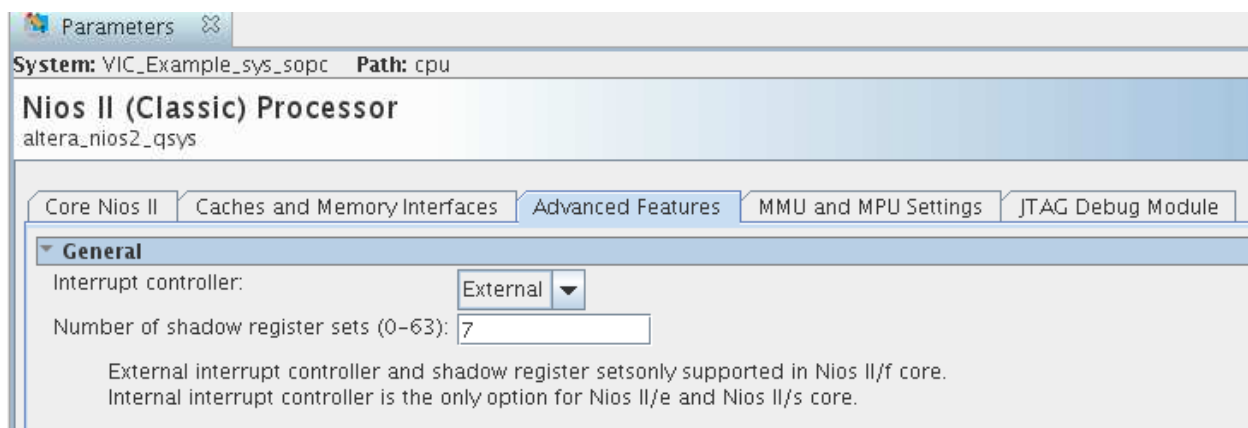 Parameters
System: VIC_Example_sys_sopc Path: cpu
Nios II (Classic) Processor
altera_nios2_qsys
Core Nios II Caches and Memory Interfaces Advanced Features MMU and MPU Settings JTAG Debug Module
General
Interrupt controller: External
Number of shadow register sets (0-63): 7
External interrupt controller and shadow register setsonly supported in Nios II/f core.
Internal interrupt controller is the only option for Nios II/e and Nios II/s core.